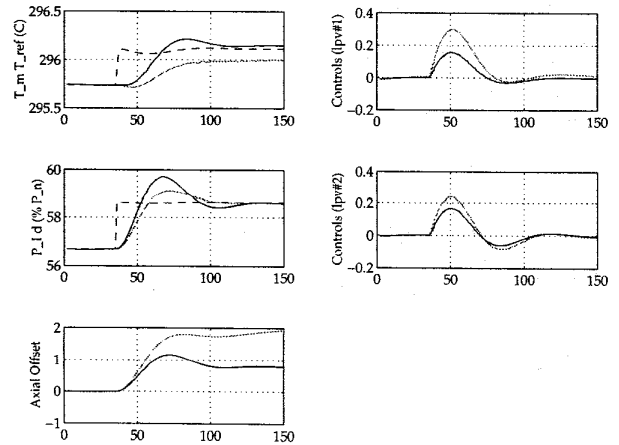 T_m T_ref (C)
296.5
296
295.5
0 50 100 150
Controls (lpv#1)
0.4
0.2
0
−0.2
0 50 100 150
P_I d (% P_n)
60
58
56
0 50 100 150
Controls (lpv#2)
0.4
0.2
0
−0.2
0 50 100 150
Axial Offset
2
1
0
−1
0 50 100 150